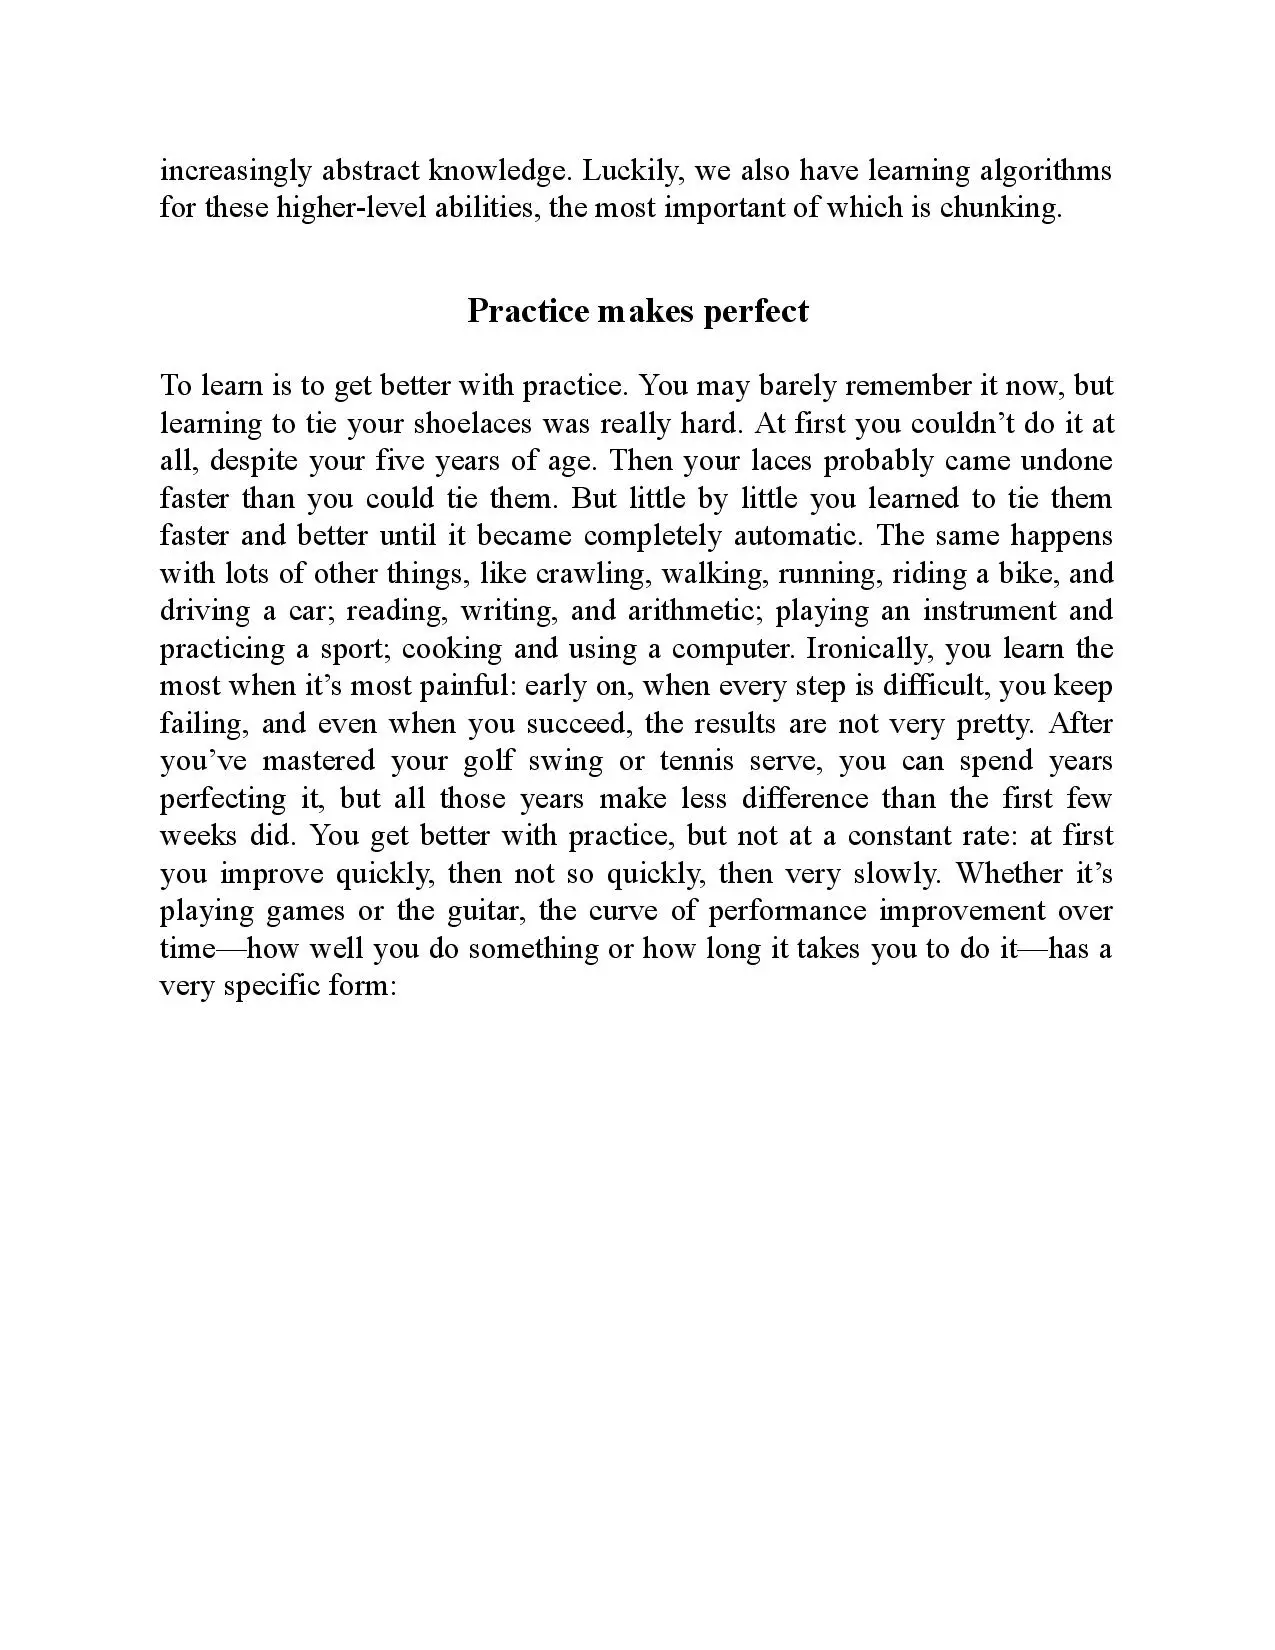 increasingly abstract knowledge. Luckily, we also have learning algorithms
for these higher-level abilities, the most important of which is chunking.
Practice makes perfect
To learn is to get better with practice. You may barely remember it now, but
learning to tie your shoelaces was really hard. At first you couldn’t do it at
all, despite your five years of age. Then your laces probably came undone
faster than you could tie them. But little by little you learned to tie them
faster and better until it became completely automatic. The same happens
with lots of other things, like crawling, walking, running, riding a bike, and
driving a car; reading, writing, and arithmetic; playing an instrument and
practicing a sport; cooking and using a computer. Ironically, you learn the
most when it’s most painful: early on, when every step is difficult, you keep
failing, and even when you succeed, the results are not very pretty. After
you’ve mastered your golf swing or tennis serve, you can spend years
perfecting it, but all those years make less difference than the first few
weeks did. You get better with practice, but not at a constant rate: at first
you improve quickly, then not so quickly, then very slowly. Whether it’s
playing games or the guitar, the curve of performance improvement over
time—how well you do something or how long it takes you to do it—has a
very specific form: